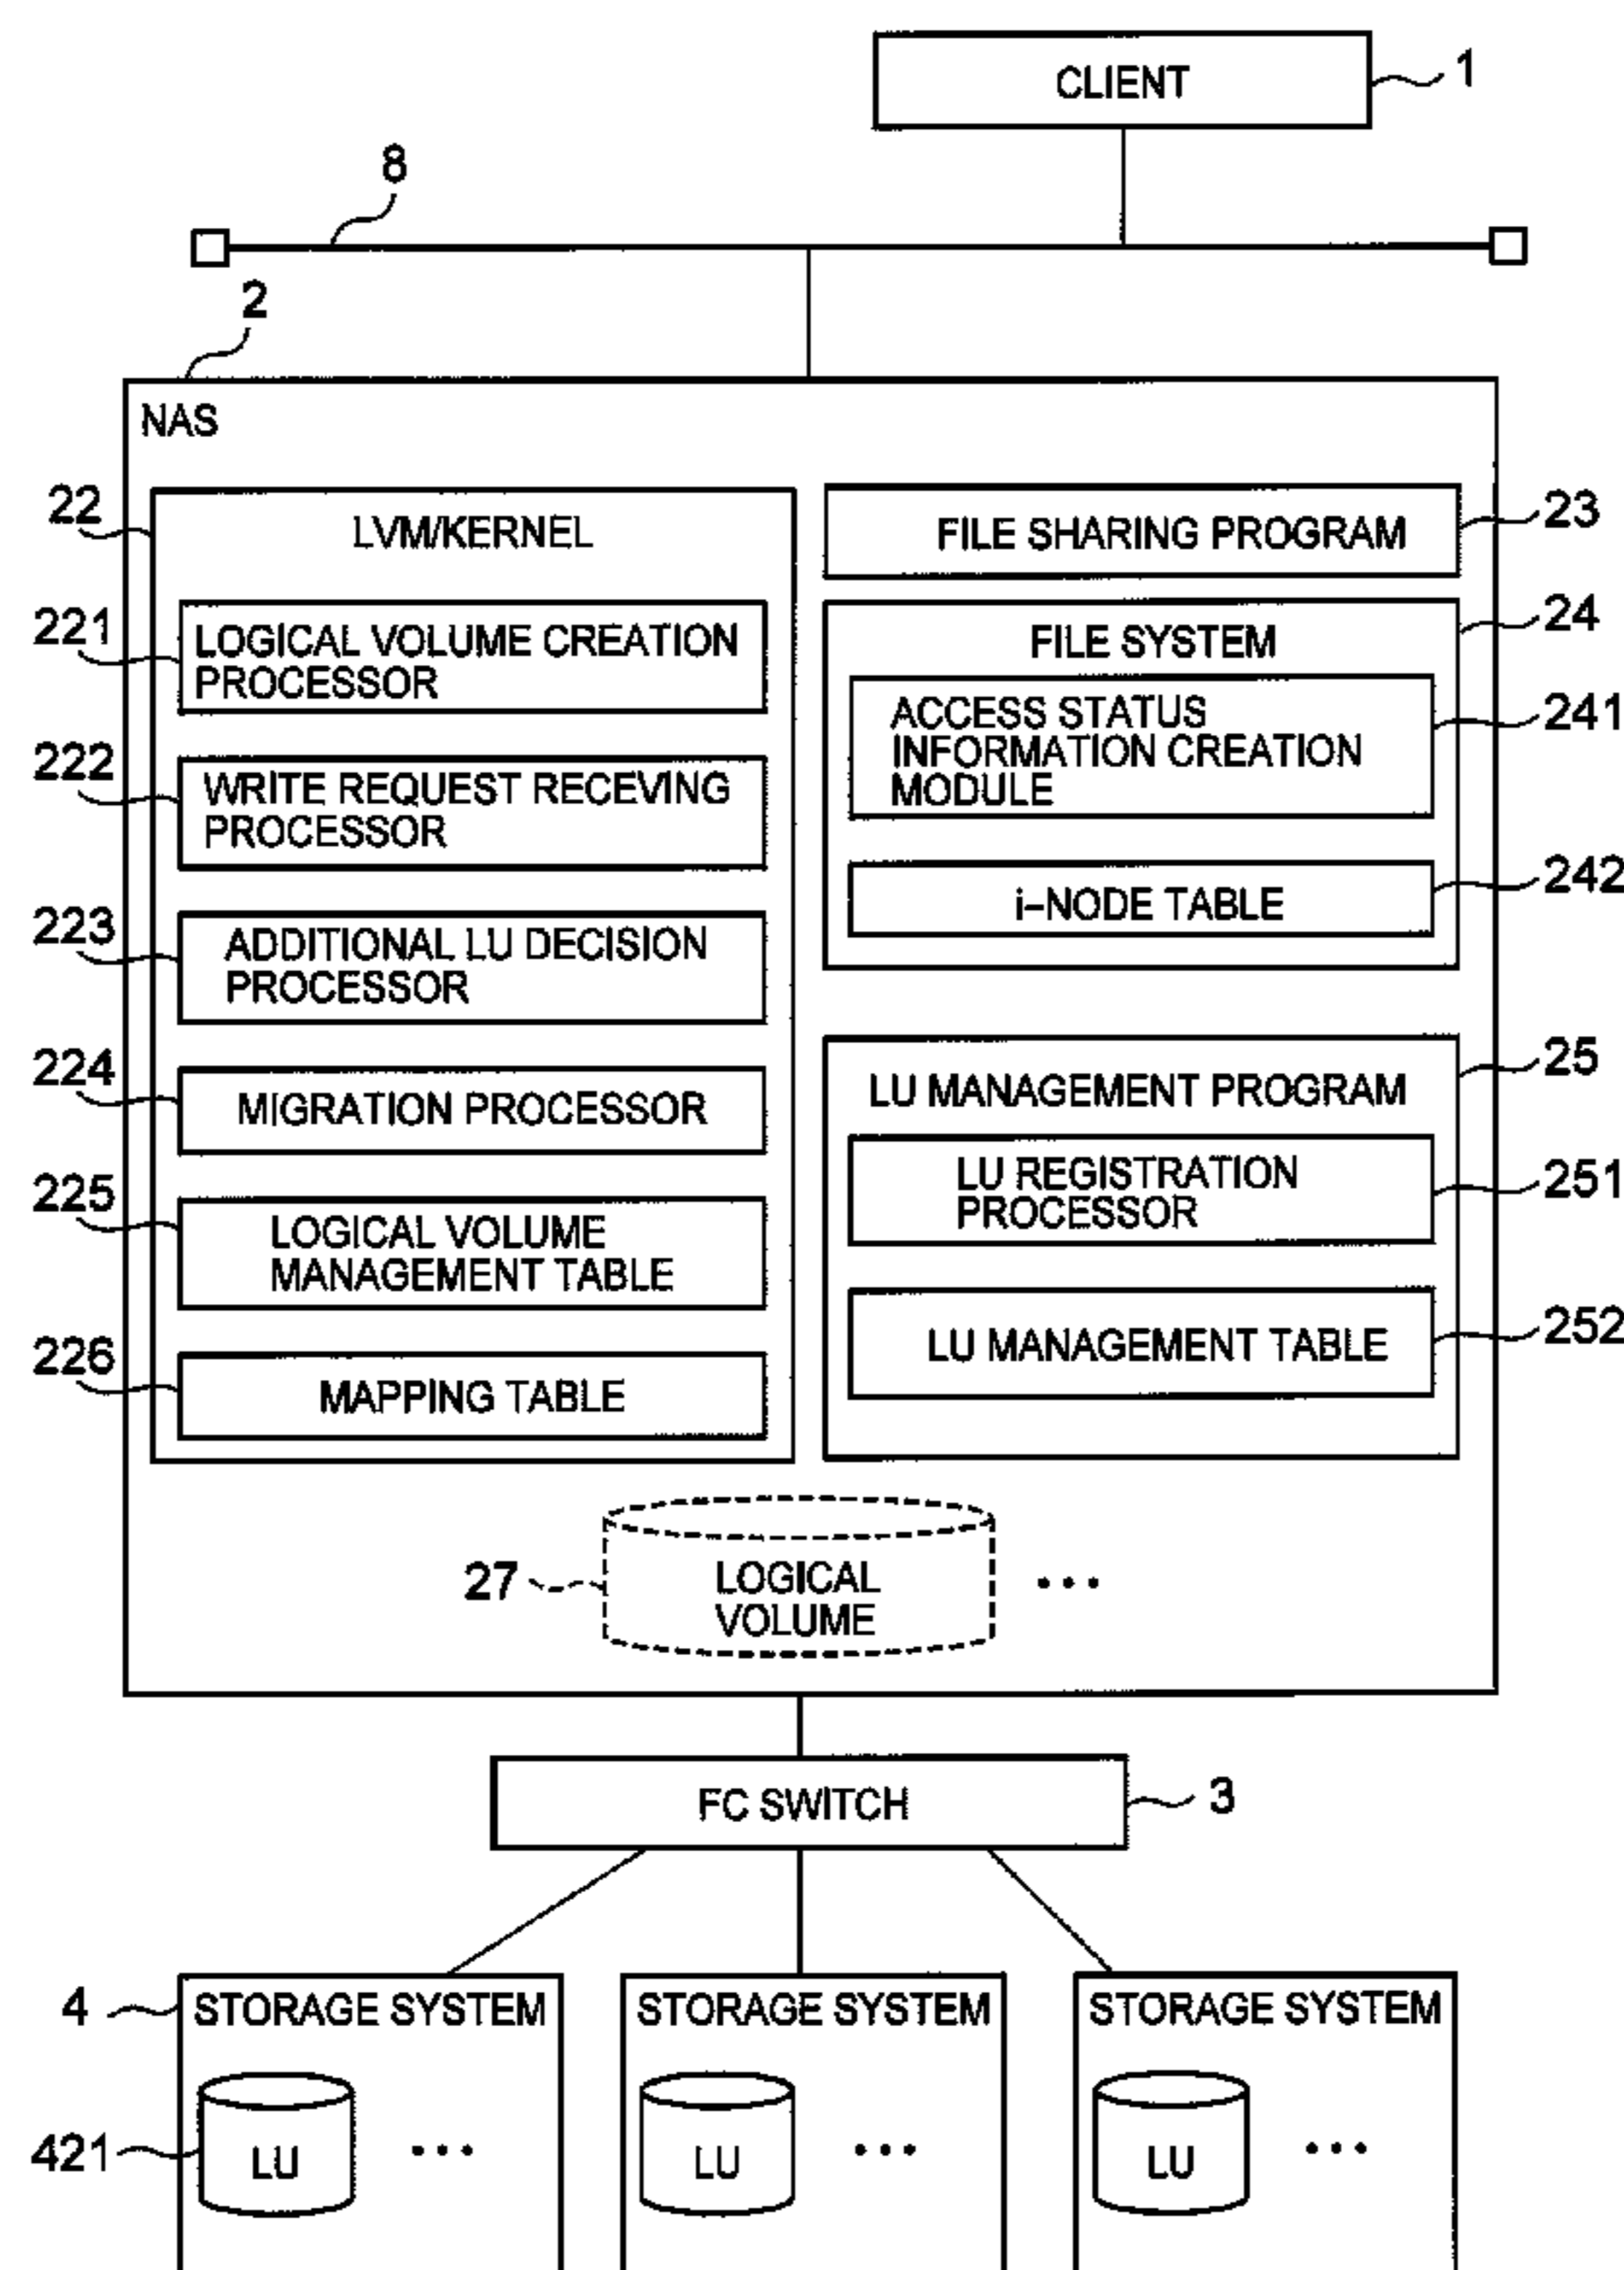 CLIENT
1
8
2
NAS
22
LVM/KERNEL
221
LOGICAL VOLUME CREATION
PROCESSOR
222
WRITE REQUEST RECEVING
PROCESSOR
223
ADDITIONAL LU DECISION
PROCESSOR
224
MIGRATION PROCESSOR
225
LOGICAL VOLUME
MANAGEMENT TABLE
226
MAPPING TABLE
FILE SHARING PROGRAM
23
FILE SYSTEM
24
ACCESS STATUS
INFORMATION CREATION
MODULE
241
i-NODE TABLE
242
LU MANAGEMENT PROGRAM
25
LU REGISTRATION
PROCESSOR
251
LU MANAGEMENT TABLE
252
27
LOGICAL
VOLUME
...
FC SWITCH
3
4
STORAGE SYSTEM
421
LU
...
STORAGE SYSTEM
LU
...
STORAGE SYSTEM
LU
...